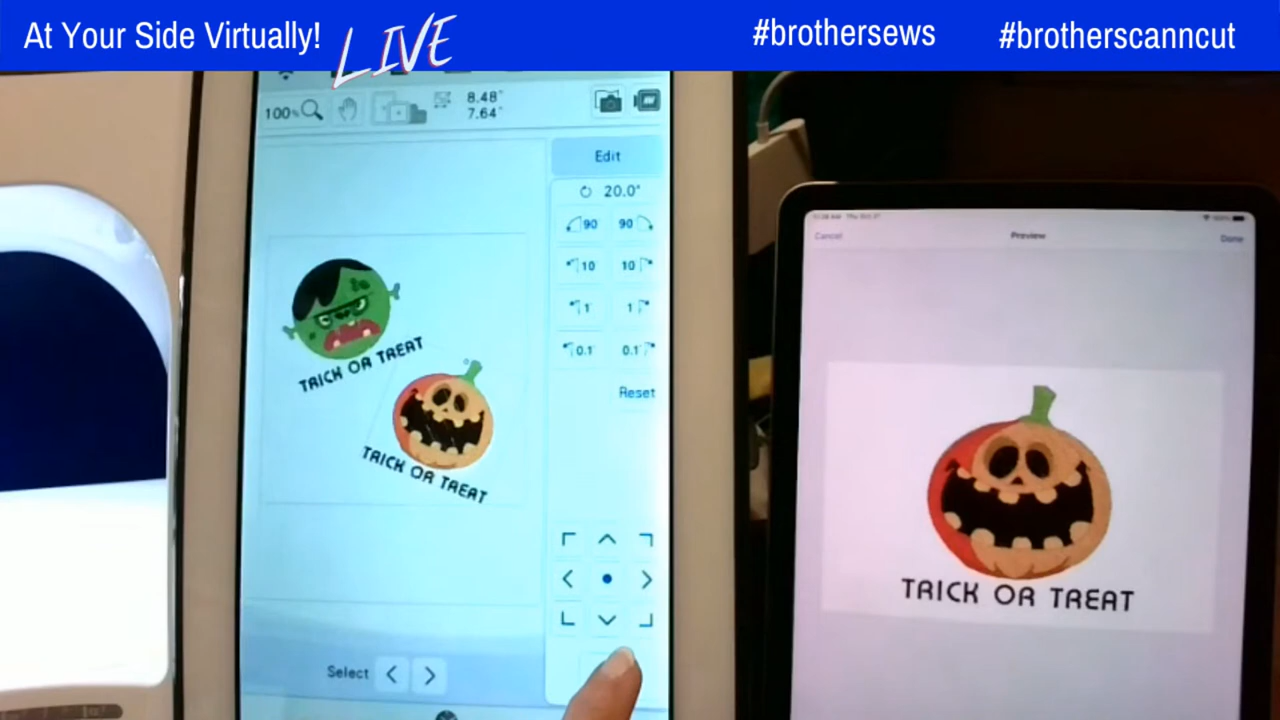 At Your Side Virtually!
LIVE
#brothersews
#brotherscanncut
100%
8.48"
7.64"
Edit
20.0°
90
90
10
10
1
1
0.1
0.1
Reset
TRICK OR TREAT
TRICK OR TREAT
Select
Cancel
Preview
Done
TRICK OR TREAT